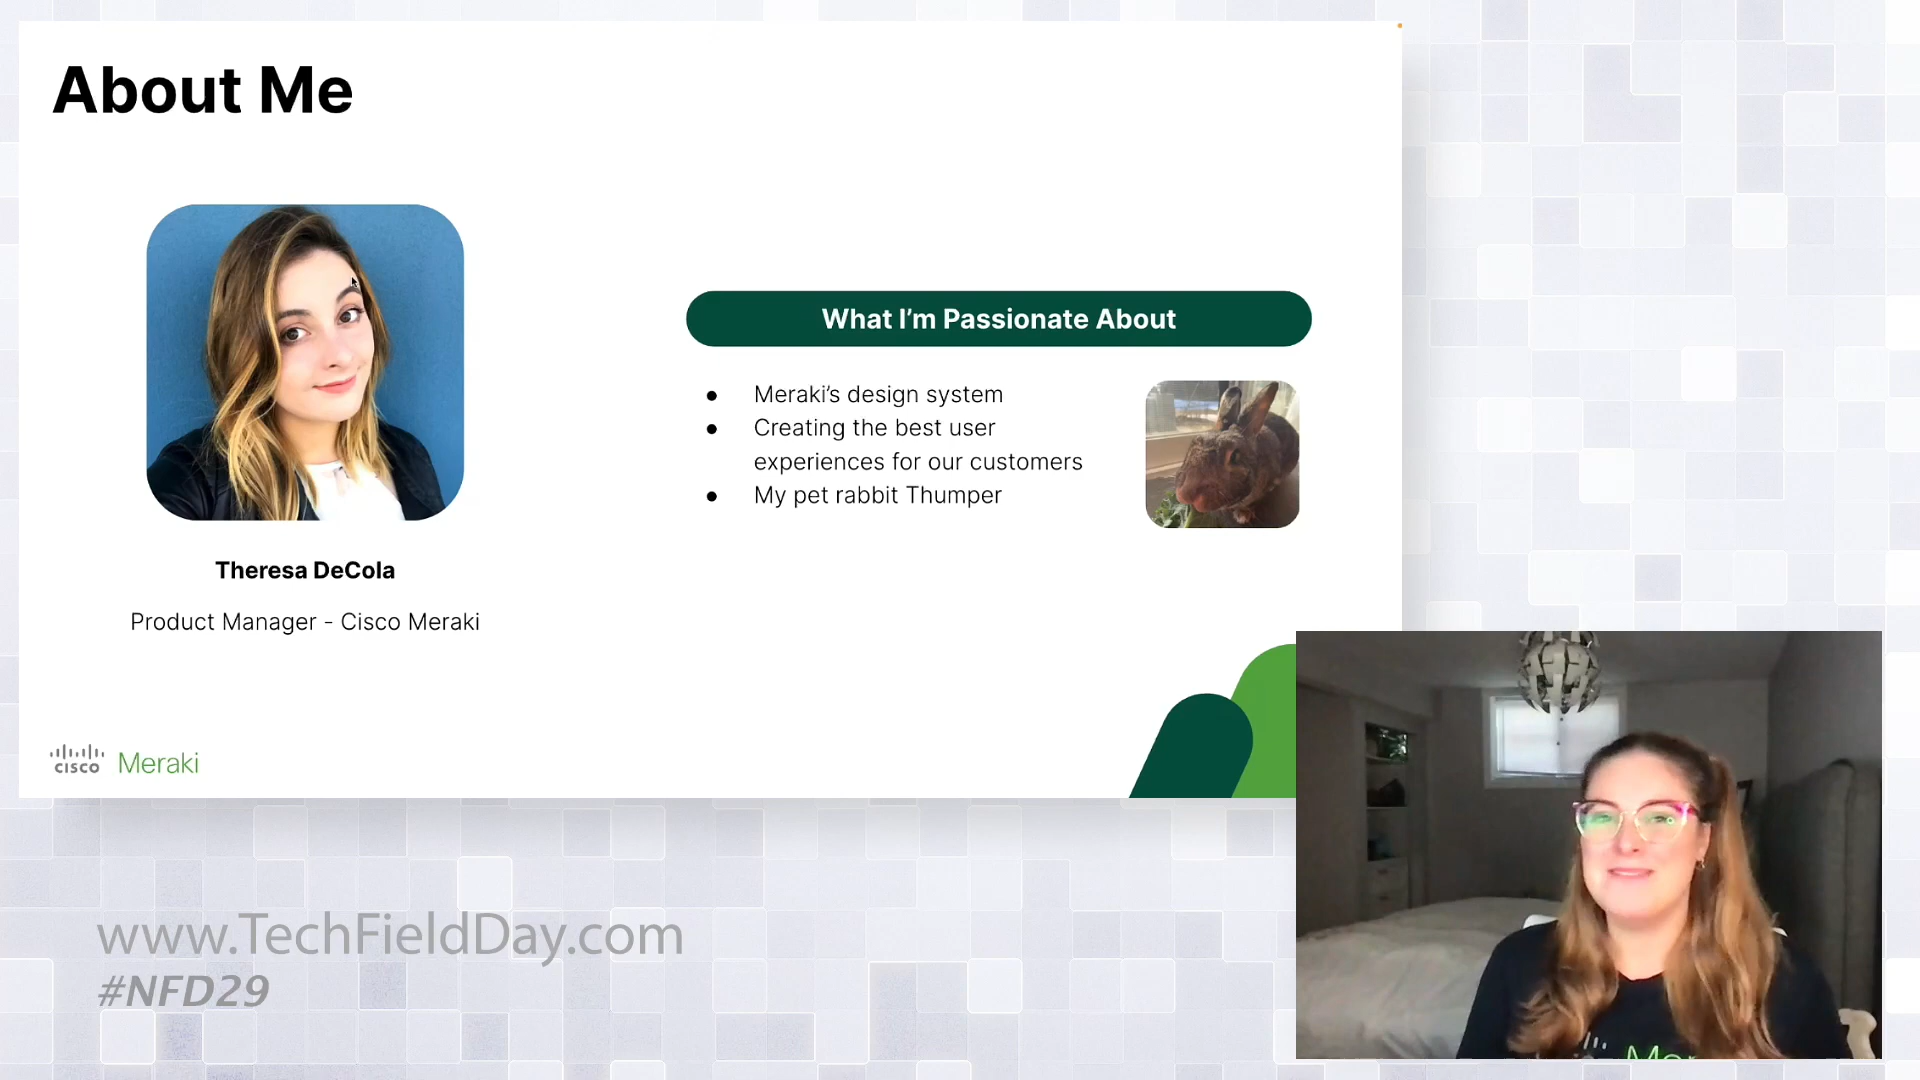 About Me
Theresa DeCola
Product Manager - Cisco Meraki
What I'm Passionate About
● Meraki's design system
● Creating the best user
experiences for our customers
● My pet rabbit Thumper
cisco Meraki
www.TechFieldDay.com
#NFD29